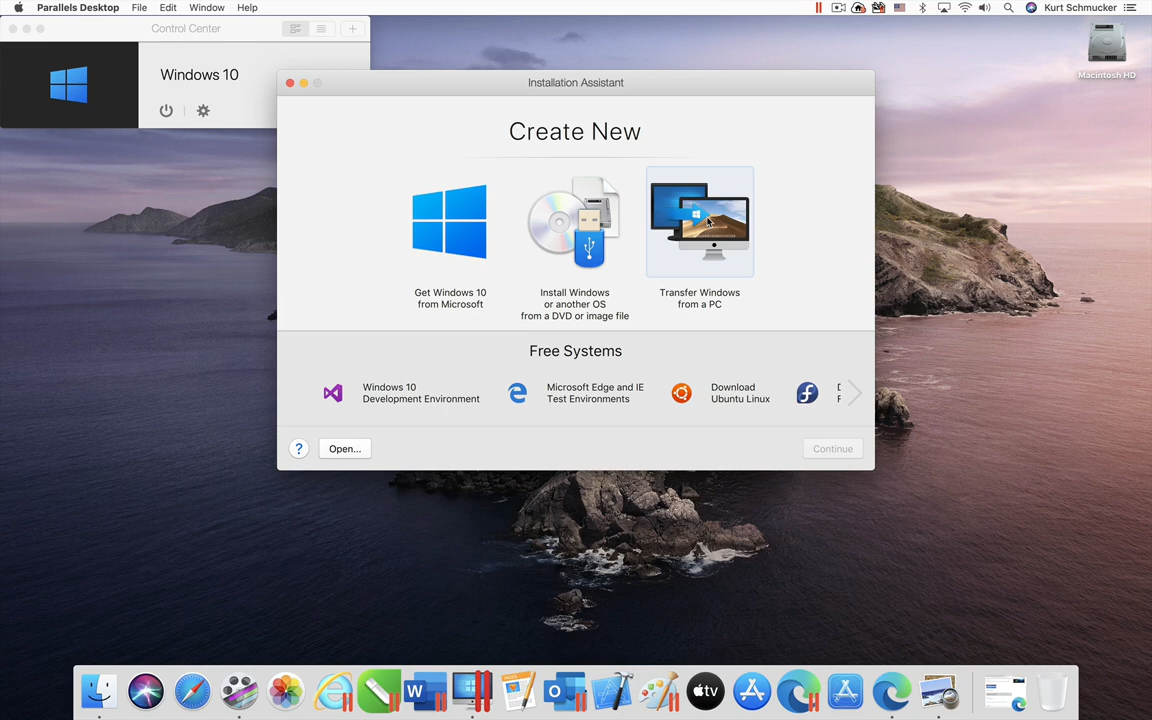 Parallels Desktop File Edit Window Help
Kurt Schmucker
Control Center
Windows 10
Macintosh HD
Installation Assistant
Create New
Get Windows 10
from Microsoft
Install Windows
or another OS
from a DVD or image file
Transfer Windows
from a PC
Free Systems
Windows 10
Development Environment
Microsoft Edge and IE
Test Environments
Download
Ubuntu Linux
D
F
? Open...
Continue
W
O
tv